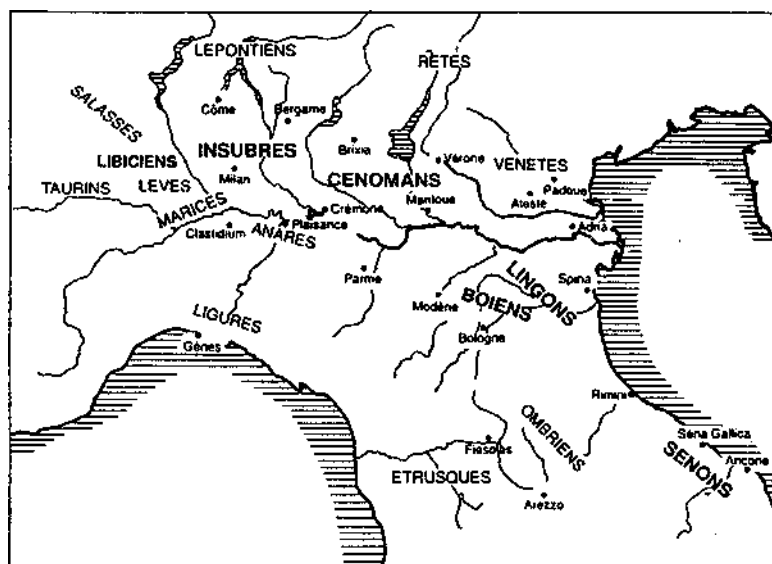 LEPONTIENS
RETES
SALASSES
Côme
Bergame
LIBICIENS
INSUBRES
Brixia
Vérone
VENETES
TAURINS
LEVES
Milan
CENOMANS
Padoue
Ateste
MARICES
Crémone
Mantoue
Clastidium
ANARES
Plaisance
Adria
Parme
LINGONS
Spina
Modène
BOIENS
LIGURES
Bologne
Gênes
Rimini
OMBRIENS
Séna Gallica
Fiesoles
SENONS
Ancone
ETRUSQUES
Arezzo